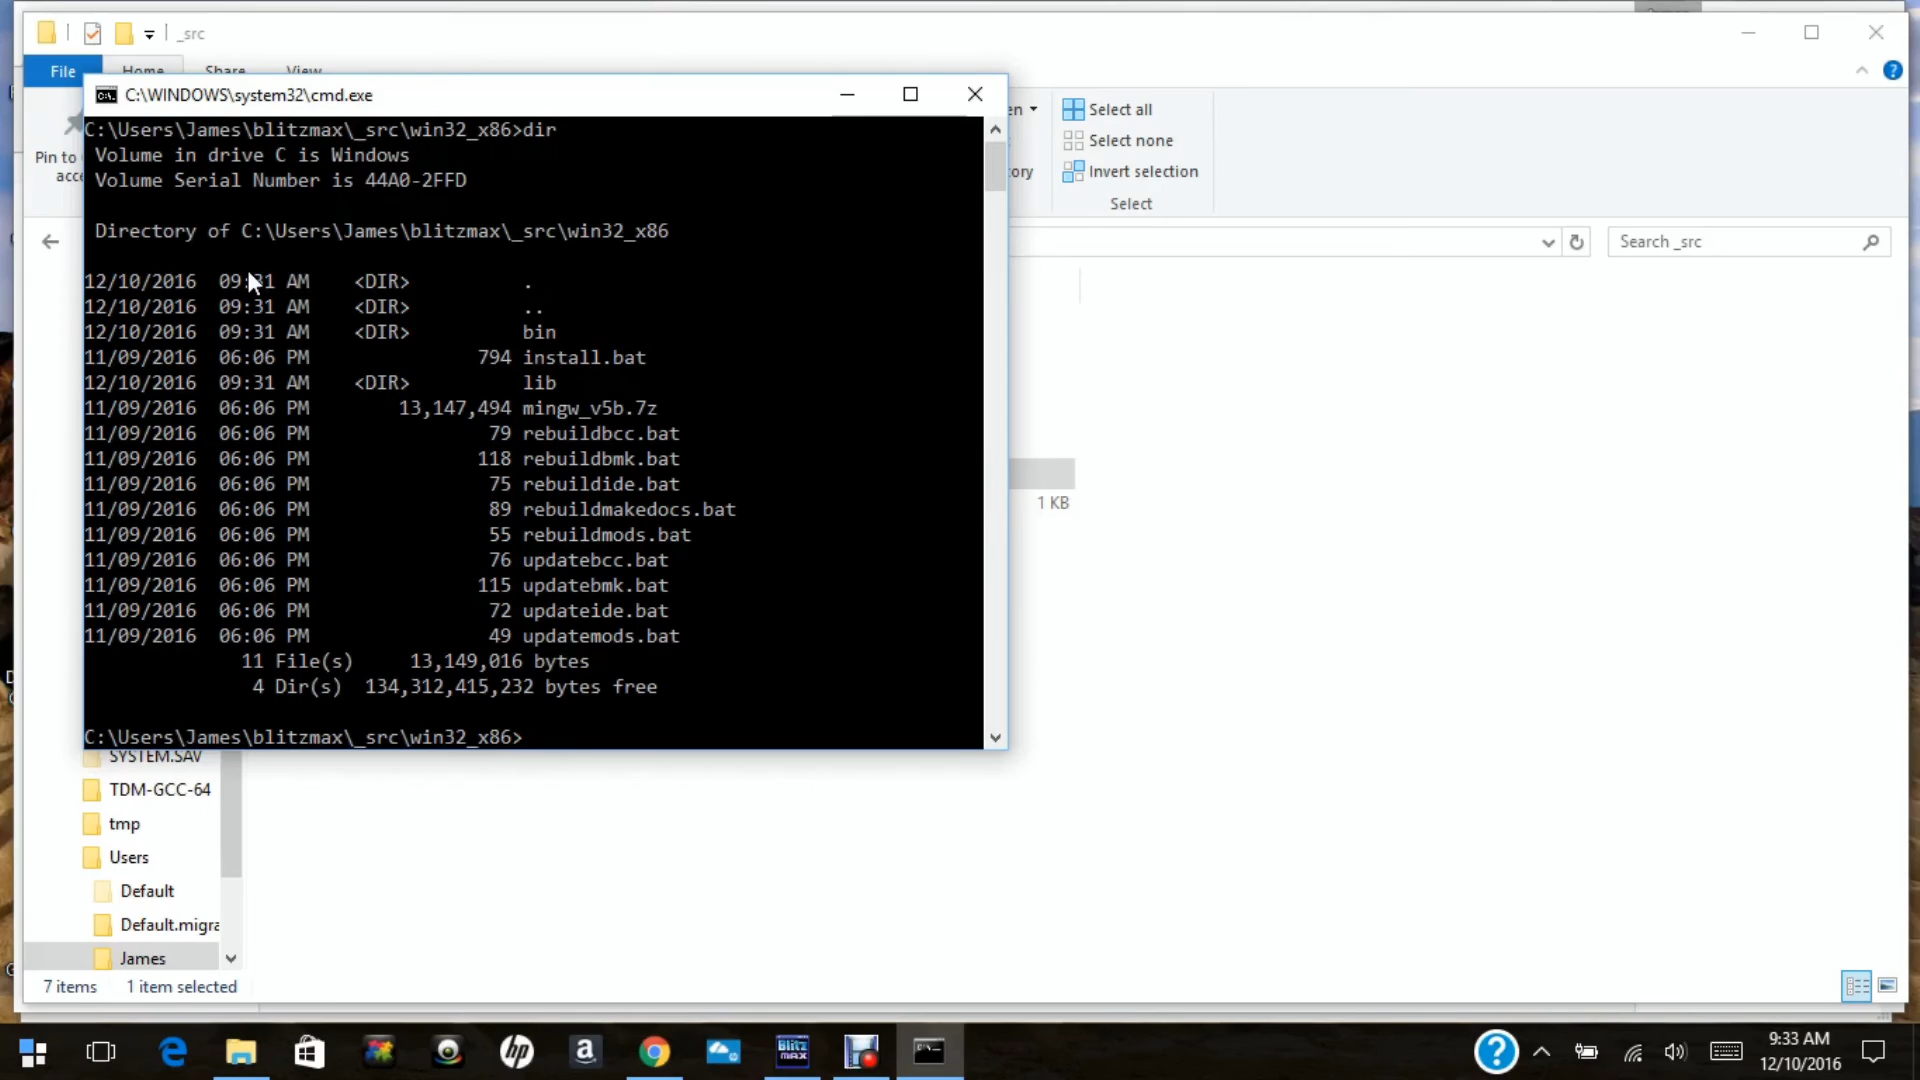 _src
File
Home
Share
View
C:\WINDOWS\system32\cmd.exe
Pin to
C:\Users\James\blitzmax\_src\win32_x86>dir
Volume in drive C is Windows
Volume Serial Number is 44A0-2FFD
Directory of C:\Users\James\blitzmax\_src\win32_x86
12/10/2016 09:31 AM <DIR> .
12/10/2016 09:31 AM <DIR> ..
12/10/2016 09:31 AM <DIR> bin
11/09/2016 06:06 PM 794 install.bat
12/10/2016 09:31 AM <DIR> lib
11/09/2016 06:06 PM 13,147,494 mingw_v5b.7z
11/09/2016 06:06 PM 79 rebuildbcc.bat
11/09/2016 06:06 PM 118 rebuildbmk.bat
11/09/2016 06:06 PM 75 rebuildide.bat
11/09/2016 06:06 PM 89 rebuildmakedocs.bat
11/09/2016 06:06 PM 55 rebuildmods.bat
11/09/2016 06:06 PM 76 updatebcc.bat
11/09/2016 06:06 PM 115 updatebmk.bat
11/09/2016 06:06 PM 72 updateide.bat
11/09/2016 06:06 PM 49 updatemods.bat
11 File(s) 13,149,016 bytes
4 Dir(s) 134,312,415,232 bytes free
C:\Users\James\blitzmax\_src\win32_x86>
Select all
Select none
Invert selection
Select
Search _src
1 KB
SYSTEM.SAV
TDM-GCC-64
tmp
Users
Default
Default.migra
James
7 items 1 item selected
hp
a
Blitz
MAX
9:33 AM
12/10/2016